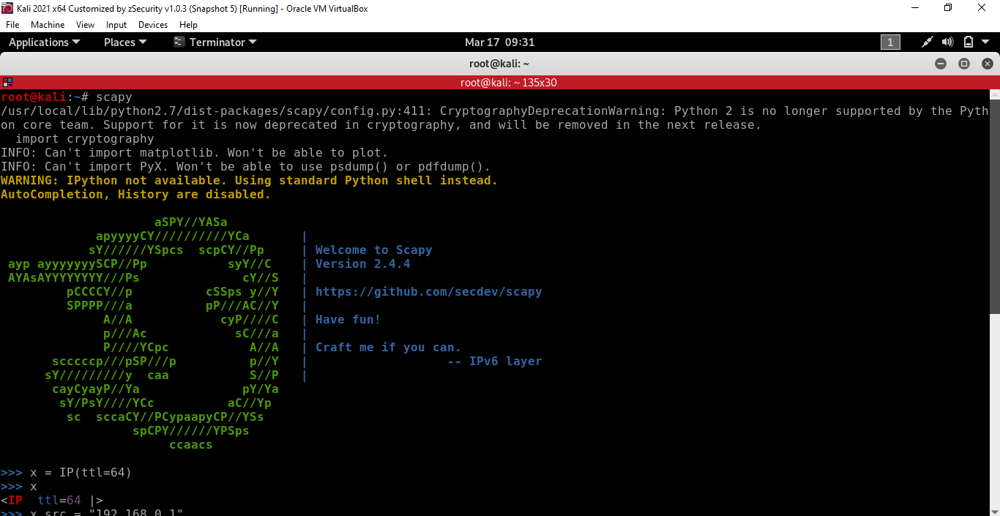 Kali 2021 x64 Customized by zSecurity v1.0.3 (Snapshot 5) [Running] - Oracle VM VirtualBox
File Machine View Input Devices Help
Applications Places Terminator Mar 17 09:31 1
root@kali: ~
root@kali: ~ 135x30
root@kali:~# scapy
/usr/local/lib/python2.7/dist-packages/scapy/config.py:411: CryptographyDeprecationWarning: Python 2 is no longer supported by the Pyth
on core team. Support for it is now deprecated in cryptography, and will be removed in the next release.
  import cryptography
INFO: Can't import matplotlib. Won't be able to plot.
INFO: Can't import PyX. Won't be able to use psdump() or pdfdump().
WARNING: IPython not available. Using standard Python shell instead.
AutoCompletion, History are disabled.
                     aSPY//YASa
             apyyyyCY//////////YCa       |
            sY//////YSpcs  scpCY//Pp     | Welcome to Scapy
 ayp ayyyyyyySCP//Pp           syY//C    | Version 2.4.4
 AYAsAYYYYYYYY///Ps              cY//S   |
         pCCCCY//p          cSSps y//Y   | https://github.com/secdev/scapy
         SPPPP///a          pP///AC//Y   |
              A//A            cyP////C   | Have fun!
              p///Ac            sC///a   |
              P////YCpc           A//A   | Craft me if you can.
       scccccp///pSP///p          p//Y   |                   -- IPv6 layer
      sY/////////y  caa           S//P   |
       cayCyayP//Ya              pY/Ya
        sY/PsY////YCc          aC//Yp
         sc  sccaCY//PCypaapyCP//YSs
                  spCPY//////YPSps
                       ccaacs
>>> x = IP(ttl=64)
>>> x
<IP  ttl=64 |>
>>> x.src = "192.168.0.1"